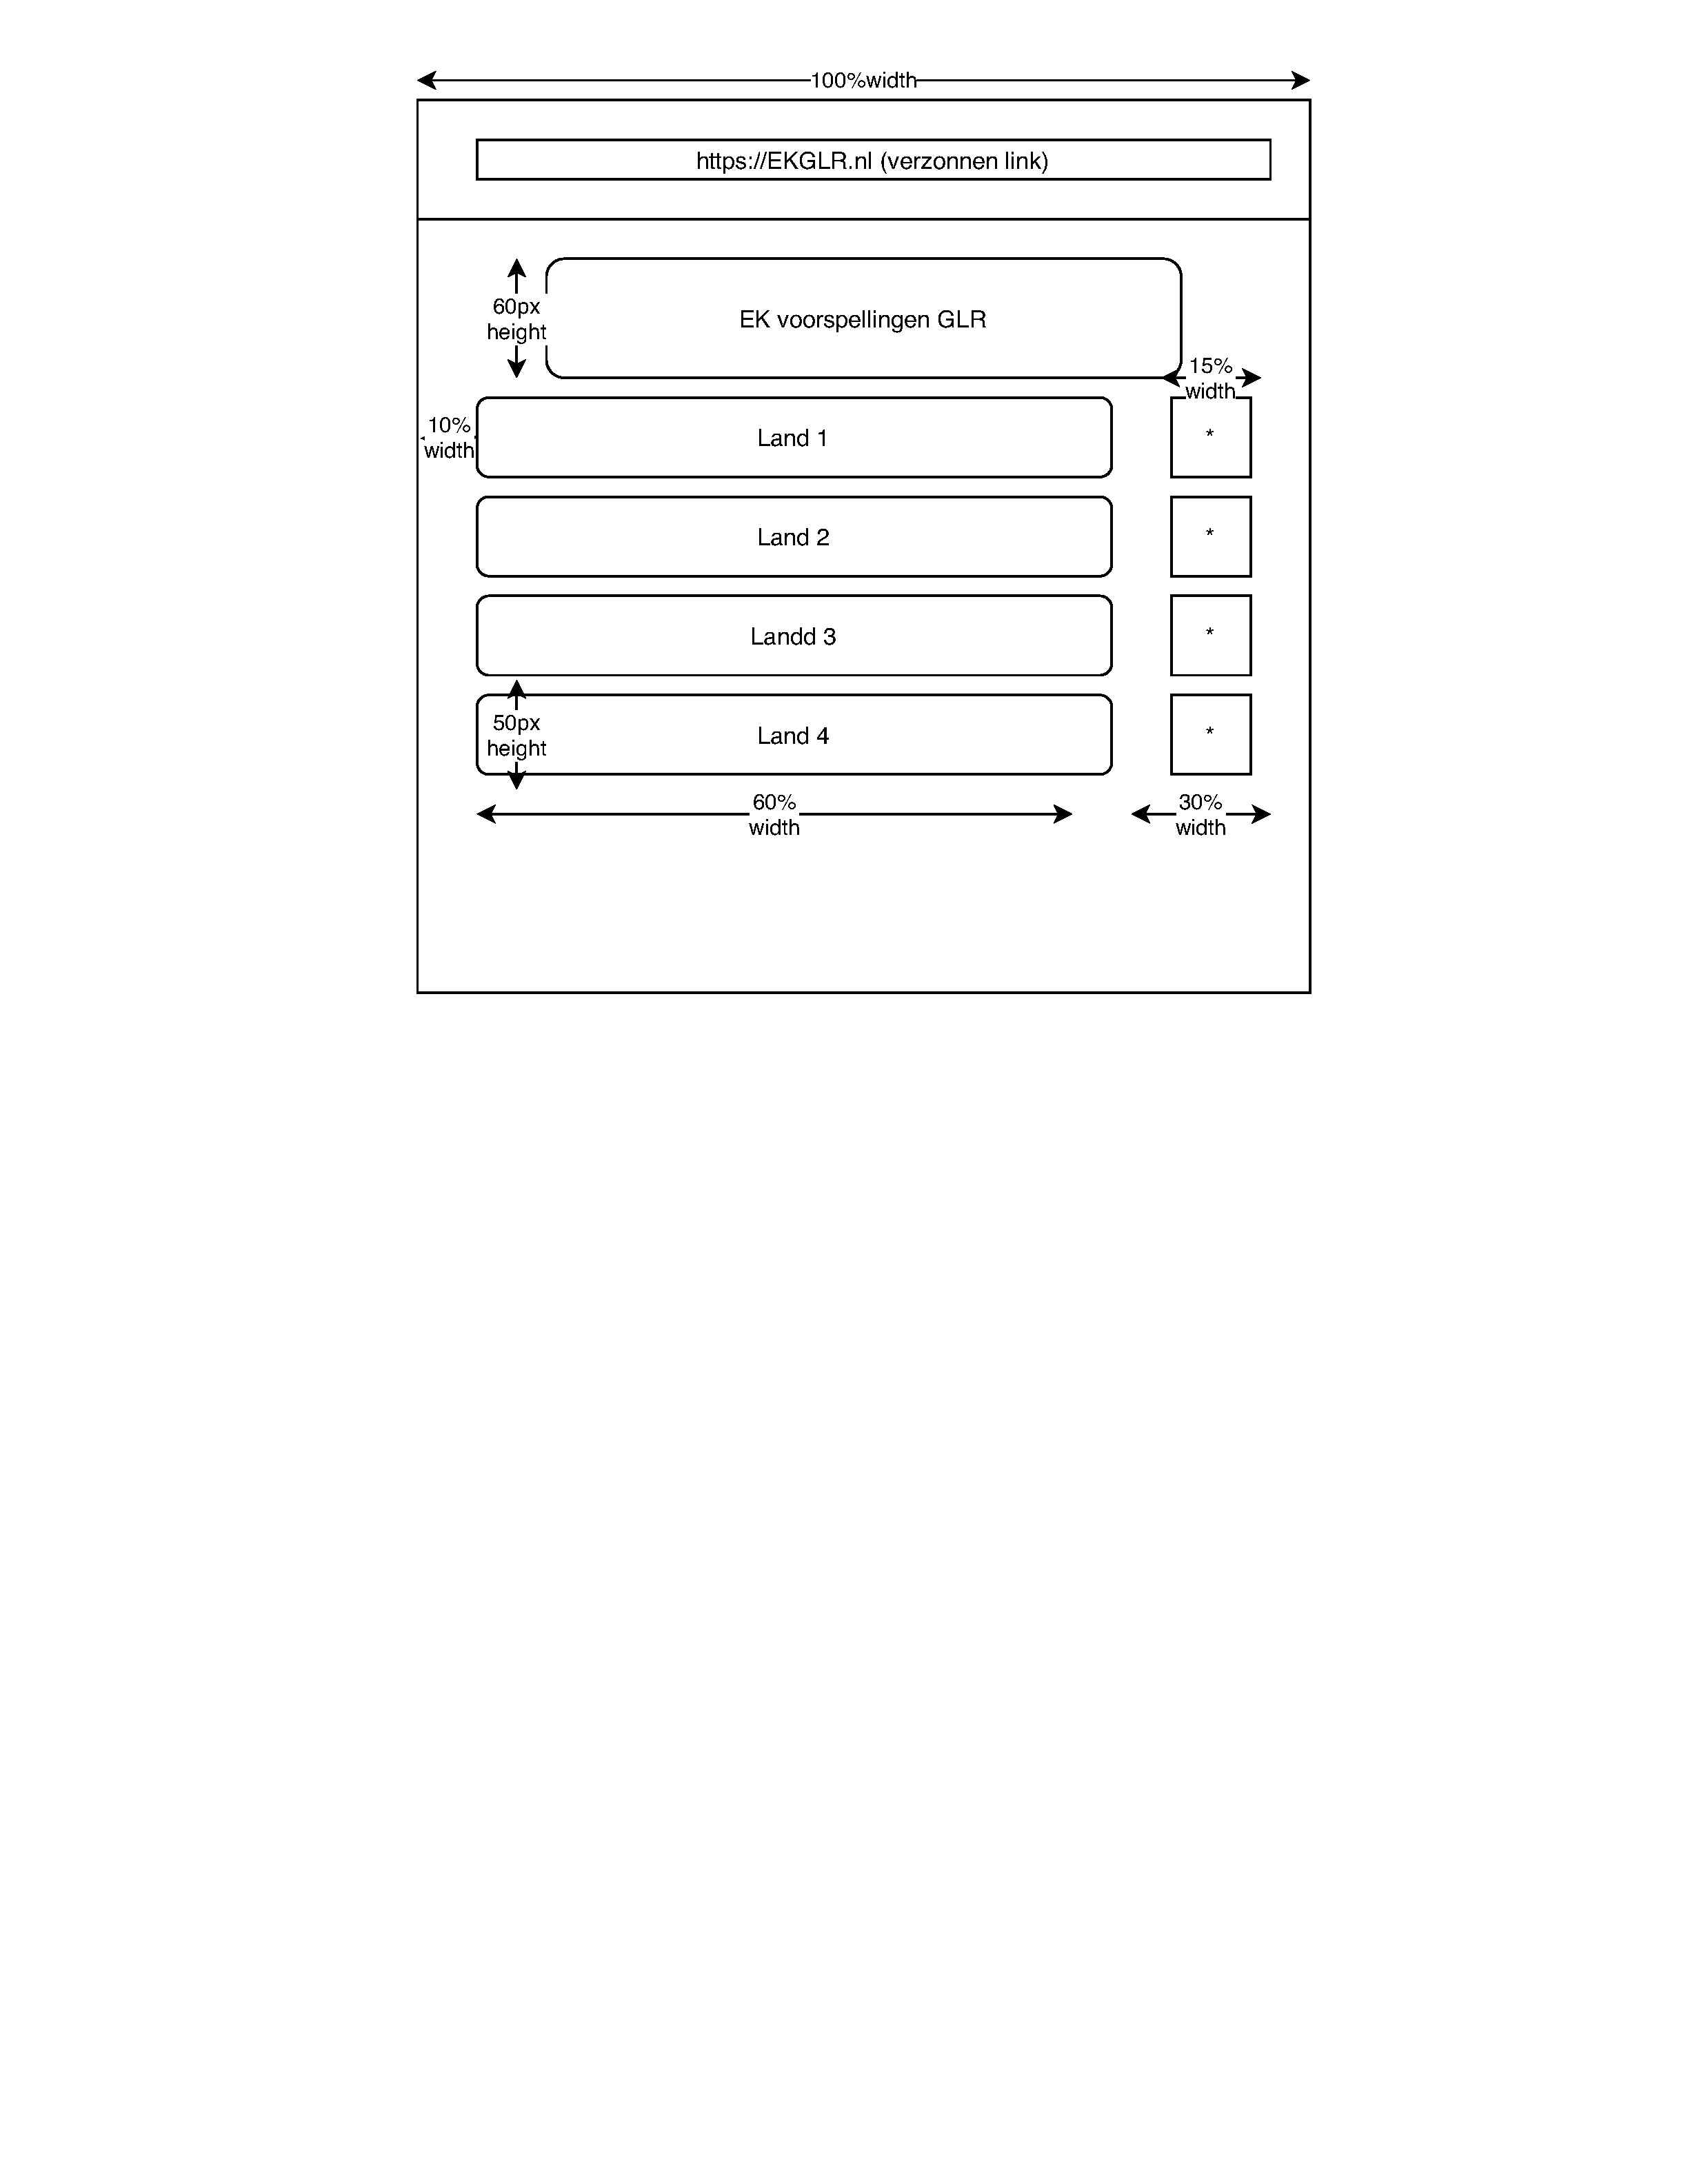 100%width
https://EKGLR.nl (verzonnen link)
60px
height
EK voorspellingen GLR
15%
width
10%
width
Land 1
*
Land 2
*
Landd 3
*
50px
height
Land 4
*
60%
width
30%
width